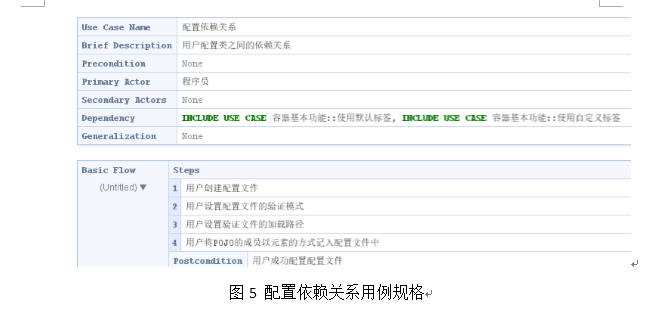 Use Case Name 配置依赖关系
Brief Description 用户配置类之间的依赖关系
Precondition None
Primary Actor 程序员
Secondary Actors None
Dependency INCLUDE USE CASE 容器基本功能::使用默认标签, INCLUDE USE CASE 容器基本功能::使用自定义标签
Generalization None
Basic Flow Steps
(Untitled) ▼ 1 用户创建配置文件
2 用户设置配置文件的验证模式
3 用户设置验证文件的加载路径
4 用户将POJO的成员以元素的方式记入配置文件中
Postcondition 用户成功配置配置文件
图 5 配置依赖关系用例规格